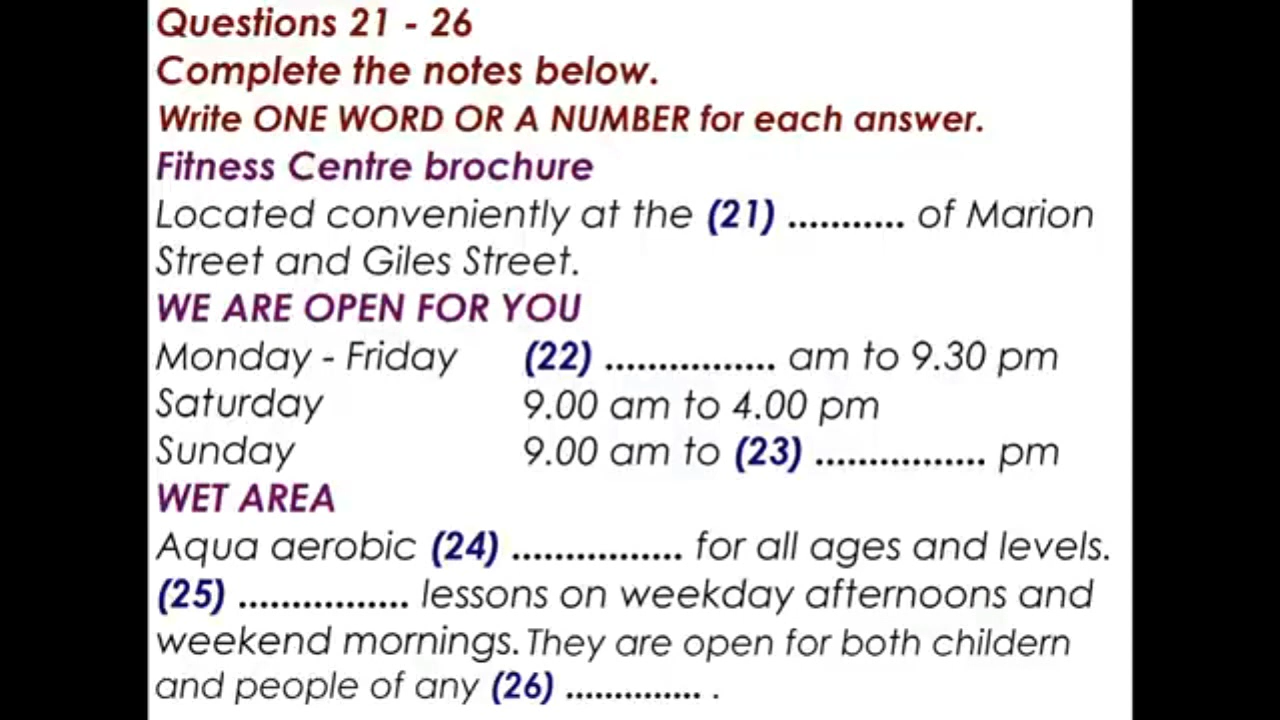 Questions 21 - 26
Complete the notes below.
Write ONE WORD OR A NUMBER for each answer.
Fitness Centre brochure
Located conveniently at the (21) ........... of Marion
Street and Giles Street.
WE ARE OPEN FOR YOU
Monday - Friday (22) ................ am to 9.30 pm
Saturday 9.00 am to 4.00 pm
Sunday 9.00 am to (23) ................ pm
WET AREA
Aqua aerobic (24) ................ for all ages and levels.
(25) ................ lessons on weekday afternoons and
weekend mornings. They are open for both childern
and people of any (26) ............. .